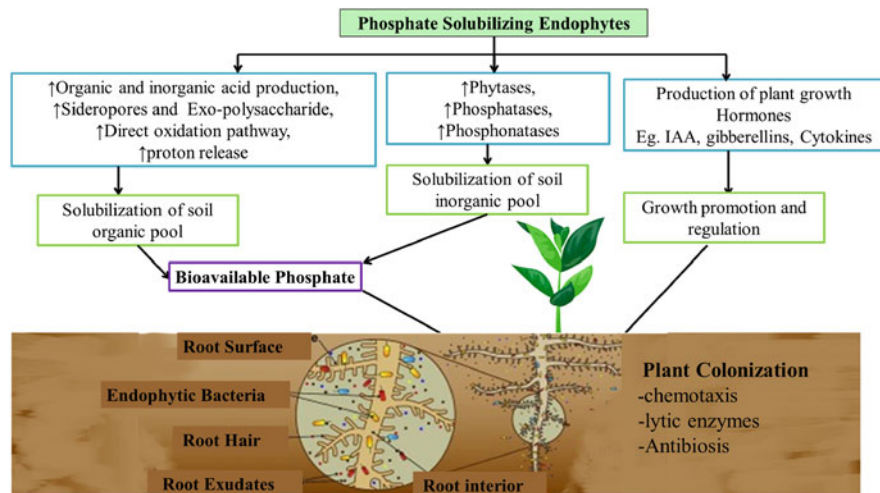 Phosphate Solubilizing Endophytes
↑Organic and inorganic acid production,
↑Sideropores and Exo-polysaccharide,
↑Direct oxidation pathway,
↑proton release
↑Phytases,
↑Phosphatases,
↑Phosphonatases
Production of plant growth
Hormones
Eg. IAA, gibberellins, Cytokines
Solubilization of soil
organic pool
Solubilization of soil
inorganic pool
Growth promotion and
regulation
Bioavailable Phosphate
Root Surface
Endophytic Bacteria
Root Hair
Root Exudates
Root interior
Plant Colonization
-chemotaxis
-lytic enzymes
-Antibiosis